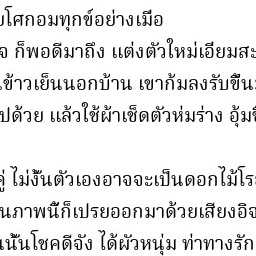 บโศกอมทุกข์อย่างเมื่อ
จ ก็พอดีมาถึง แต่งตัวใหม่เอี่ยมสะ
นข้าวเย็นนอกบ้าน เขาก้มลงรับขึ้น
ปด้วย แล้วใช้ผ้าเช็ดตัวห่มร่าง อุ้มขึ้
คู่ ไม่งั้นตัวเองอาจจะเป็นดอกไม้โร
นภาพนี้ก็เปรยออกมาด้วยเสียงอิจ
นนั้นโชคดีจัง ได้ผัวหนุ่ม ท่าทางรัก